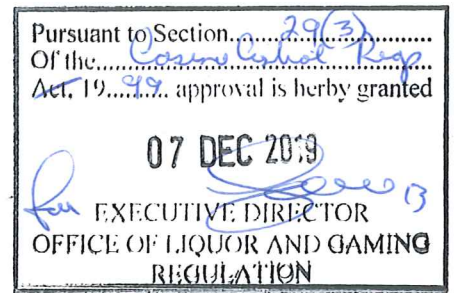 Pursuant to Section.....29(3)............
Of the....Casino Control Regs
Act, 19...99.. approval is herby granted
07 DEC 2019
for
EXECUTIVE DIRECTOR
OFFICE OF LIQUOR AND GAMING
REGULATION